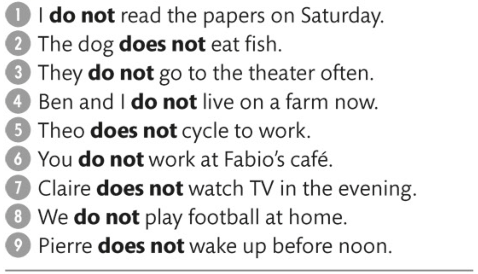 1 I do not read the papers on Saturday.
2 The dog does not eat fish.
3 They do not go to the theater often.
4 Ben and I do not live on a farm now.
5 Theo does not cycle to work.
6 You do not work at Fabio’s café.
7 Claire does not watch TV in the evening.
8 We do not play football at home.
9 Pierre does not wake up before noon.